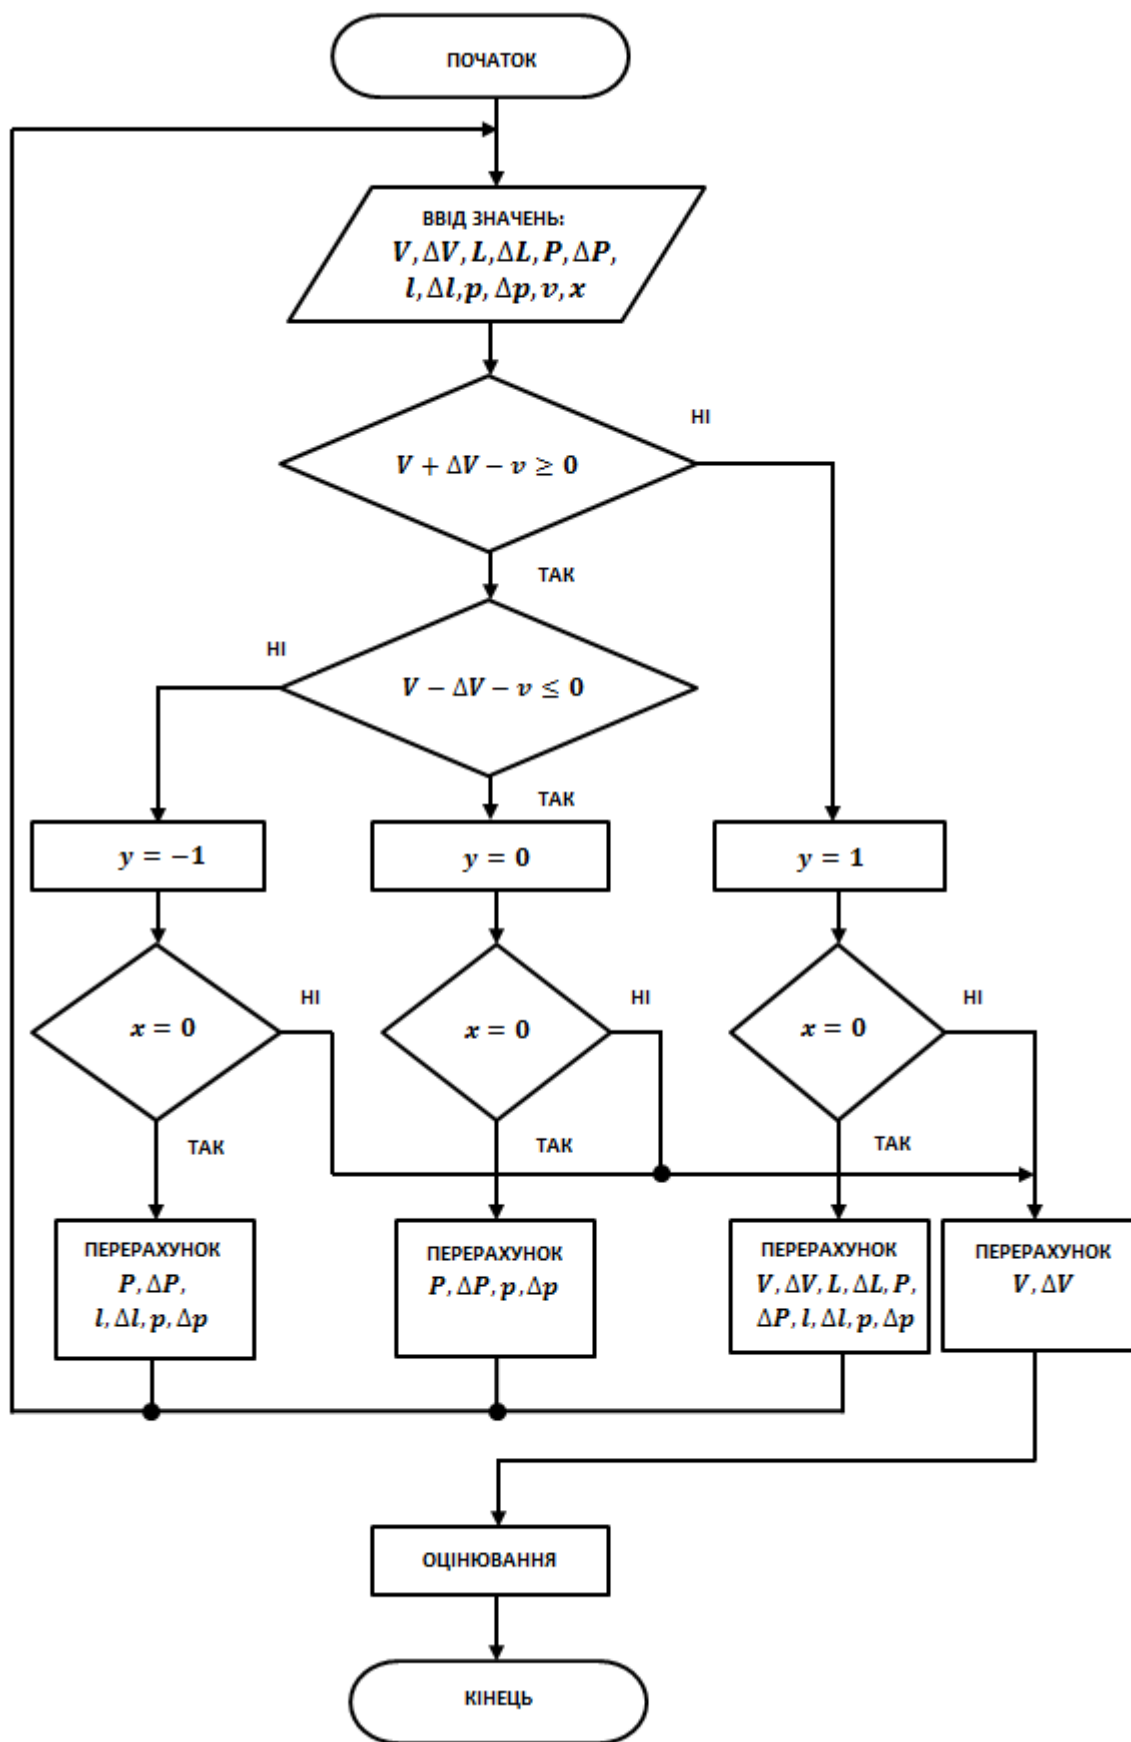 ПОЧАТОК
ВВІД ЗНАЧЕНЬ:
V, ΔV, L, ΔL, P, ΔP,
l, Δl, p, Δp, v, x
НІ
V + ΔV − v ≥ 0
ТАК
НІ
V − ΔV − v ≤ 0
ТАК
y = −1
y = 0
y = 1
НІ
НІ
НІ
x = 0
x = 0
x = 0
ТАК
ТАК
ТАК
ПЕРЕРАХУНОК
P, ΔP,
l, Δl, p, Δp
ПЕРЕРАХУНОК
P, ΔP, p, Δp
ПЕРЕРАХУНОК
V, ΔV, L, ΔL, P,
ΔP, l, Δl, p, Δp
ПЕРЕРАХУНОК
V, ΔV
ОЦІНЮВАННЯ
КІНЕЦЬ